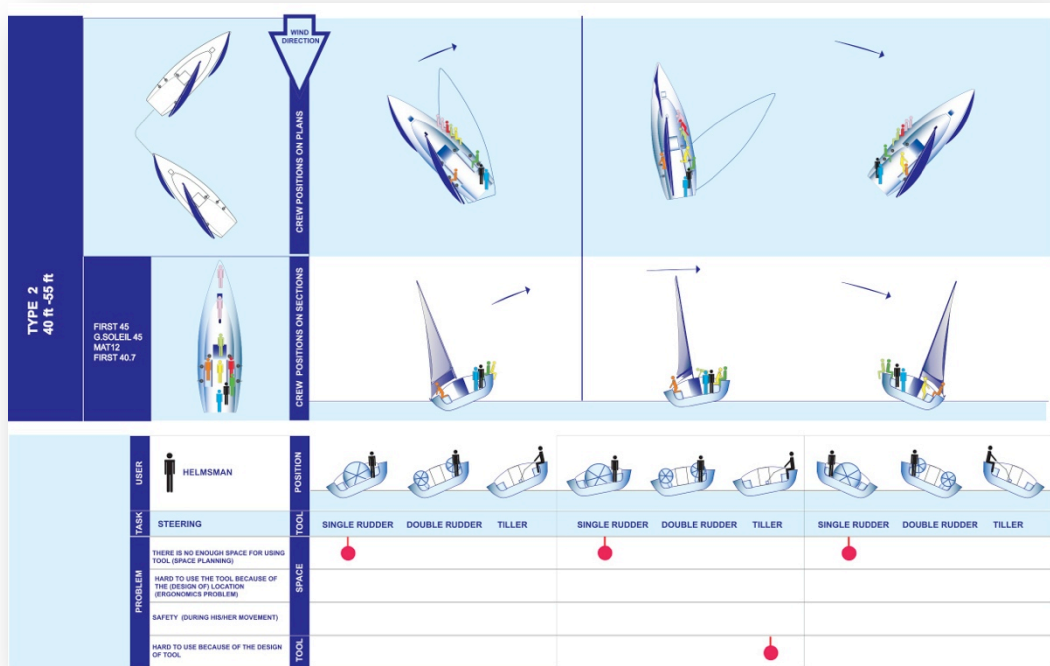 WIND
DIRECTION
TYPE 2
40 ft -55 ft
CREW POSITIONS ON PLANS
FIRST 45
G.SOLEIL 45
MAT12
FIRST 40.7
CREW POSITIONS ON SECTIONS
USER
HELMSMAN
POSITION
TASK
STEERING
TOOL
SINGLE RUDDER DOUBLE RUDDER TILLER
SINGLE RUDDER DOUBLE RUDDER TILLER
SINGLE RUDDER DOUBLE RUDDER TILLER
PROBLEM
THERE IS NO ENOUGH SPACE FOR USING
TOOL (SPACE PLANNING)
SPACE
HARD TO USE THE TOOL BECAUSE OF
THE (DESIGN OF) LOCATION
(ERGONOMICS PROBLEM)
SAFETY (DURING HIS/HER MOVEMENT)
HARD TO USE BECAUSE OF THE DESIGN
OF TOOL
TOOL